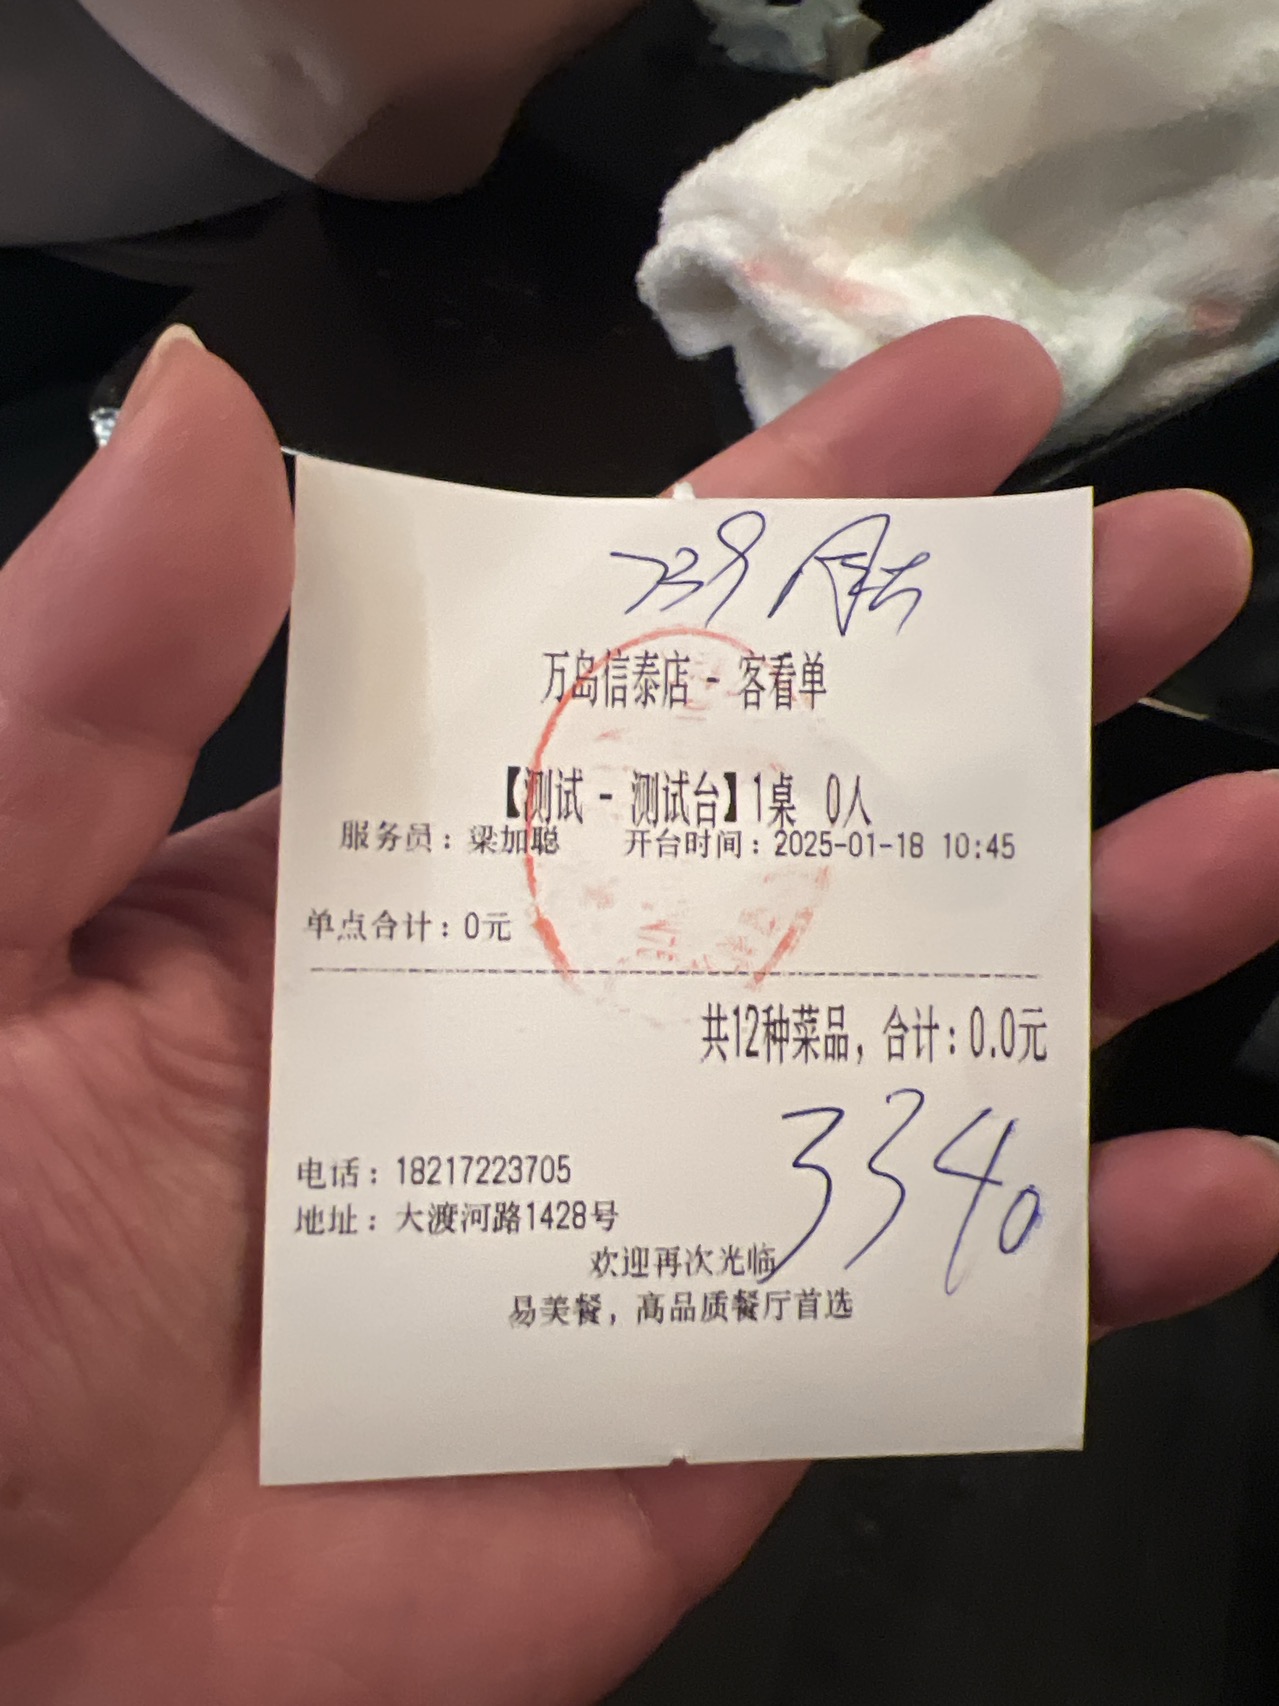 万岛信泰店 - 客看单
【测试 - 测试台】1桌 0人
服务员：梁加聪 开台时间：2025-01-18 10:45
单点合计：0元
共12种菜品，合计：0.0元
3340
电话：18217223705
地址：大渡河路1428号
欢迎再次光临
易美餐，高品质餐厅首选